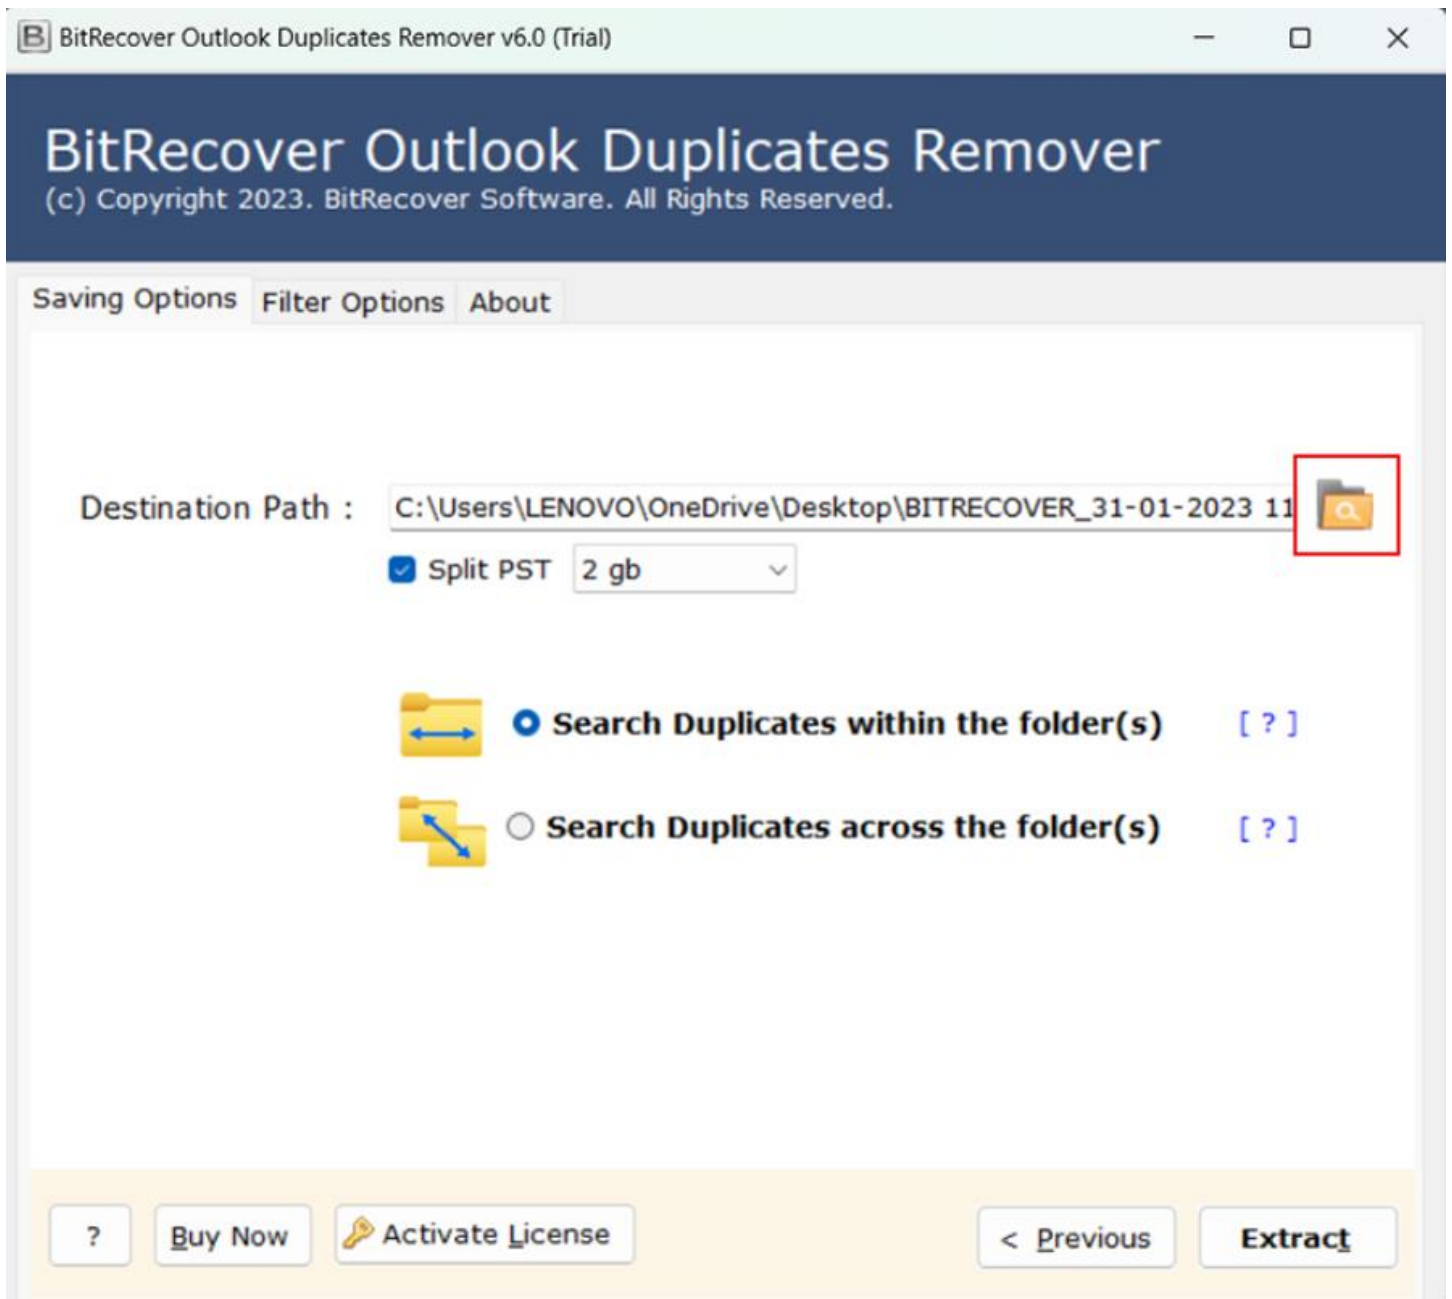 BitRecover Outlook Duplicates Remover v6.0 (Trial)
BitRecover Outlook Duplicates Remover
(c) Copyright 2023. BitRecover Software. All Rights Reserved.
Saving Options Filter Options About
Destination Path : C:\Users\LENOVO\OneDrive\Desktop\BITRECOVER_31-01-2023 11
Split PST 2 gb
Search Duplicates within the folder(s) [ ? ]
Search Duplicates across the folder(s) [ ? ]
? Buy Now Activate License < Previous Extract